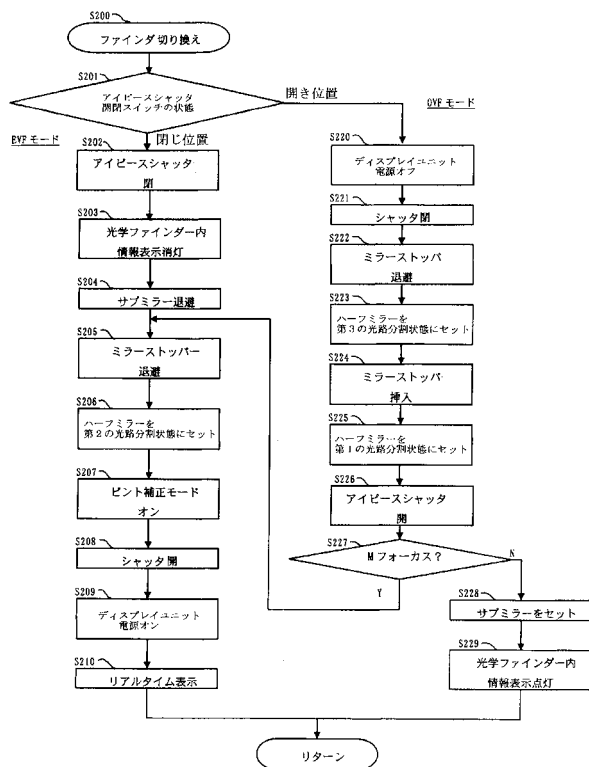 S200
ファインダ切り換え
S201
アイピースシャッタ
開閉スイッチの状態
開き位置
OVFモード
EVFモード
閉じ位置
S202
アイピースシャッタ
閉
S203
光学ファインダー内
情報表示消灯
S204
サブミラー退避
S205
ミラーストッパー
退避
S206
ハーフミラーを
第2の光路分割状態にセット
S207
ピント補正モード
オン
S208
シャッタ開
S209
ディスプレイユニット
電源オン
S210
リアルタイム表示
S220
ディスプレイユニット
電源オフ
S221
シャッタ閉
S222
ミラーストッパ
退避
S223
ハーフミラーを
第3の光路分割状態にセット
S224
ミラーストッパー
挿入
S225
ハーフミラーを
第1の光路分割状態にセット
S226
アイピースシャッタ
開
S227
Mフォーカス?
N
Y
S228
サブミラーをセット
S229
光学ファインダー内
情報表示点灯
リターン